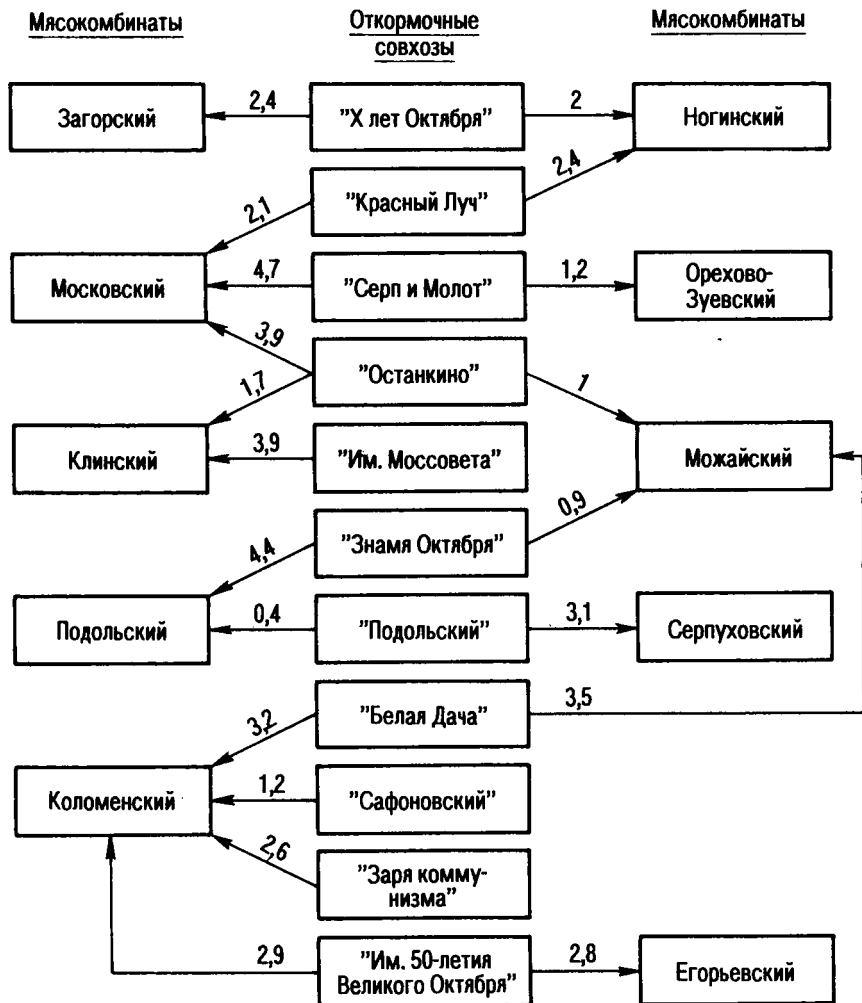 Мясокомбинаты
Откормочные
совхозы
Мясокомбинаты
Загорский
2,4
"X лет Октября"
2
Ногинский
2,1
"Красный Луч"
2,4
Московский
4,7
"Серп и Молот"
1,2
Орехово-
Зуевский
3,9
1,7
"Останкино"
1
Клинский
3,9
"Им. Моссовета"
Можайский
4,4
"Знамя Октября"
0,9
Подольский
0,4
"Подольский"
3,1
Серпуховский
3,2
"Белая Дача"
3,5
Коломенский
1,2
"Сафоновский"
2,6
"Заря комму-
низма"
2,9
"Им. 50-летия
Великого Октября"
2,8
Егорьевский